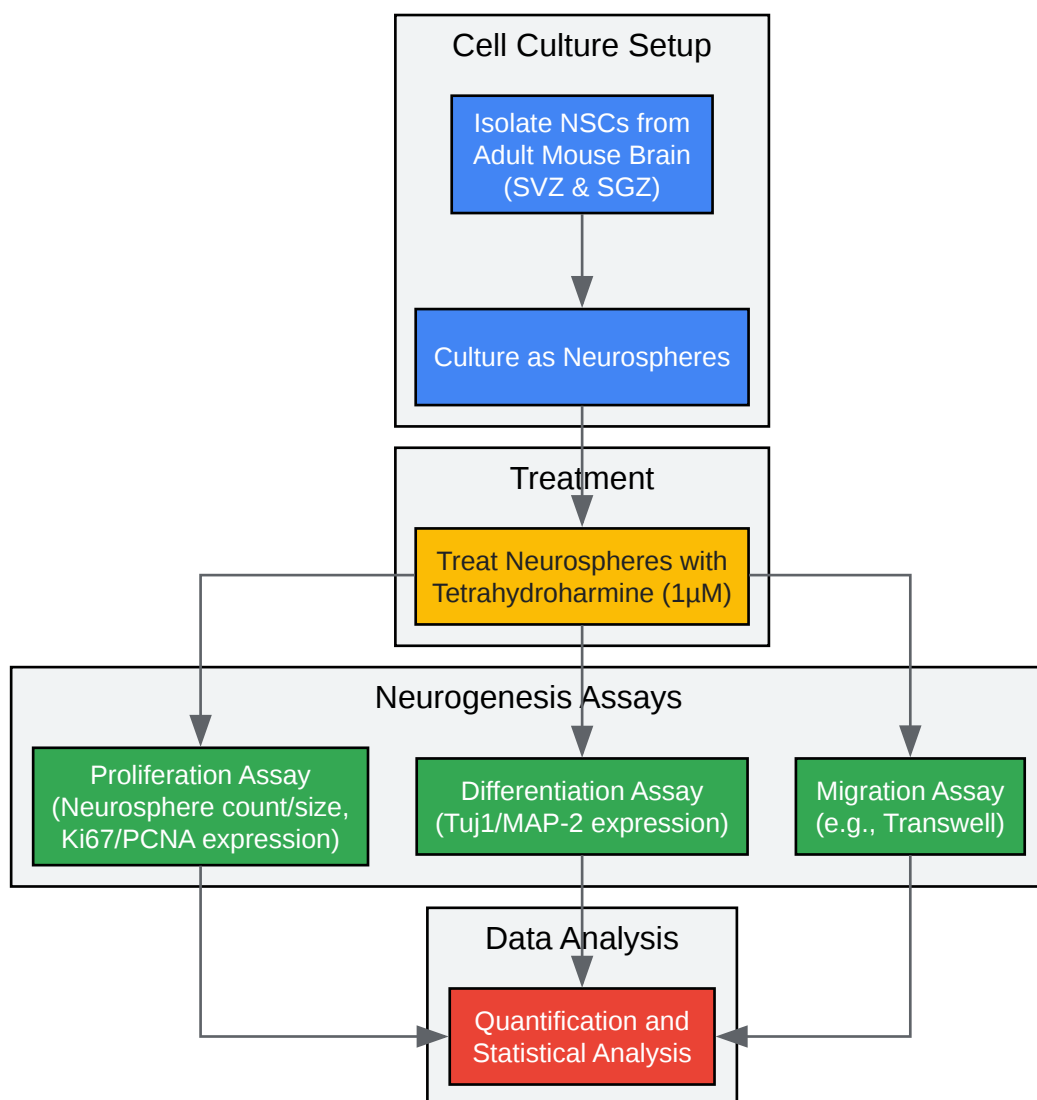 Cell Culture Setup
Isolate NSCs from
Adult Mouse Brain
(SVZ & SGZ)
Culture as Neurospheres
Treatment
Treat Neurospheres with
Tetrahydroharmine (1µM)
Neurogenesis Assays
Proliferation Assay
(Neurosphere count/size,
Ki67/PCNA expression)
Differentiation Assay
(Tuj1/MAP-2 expression)
Migration Assay
(e.g., Transwell)
Data Analysis
Quantification and
Statistical Analysis